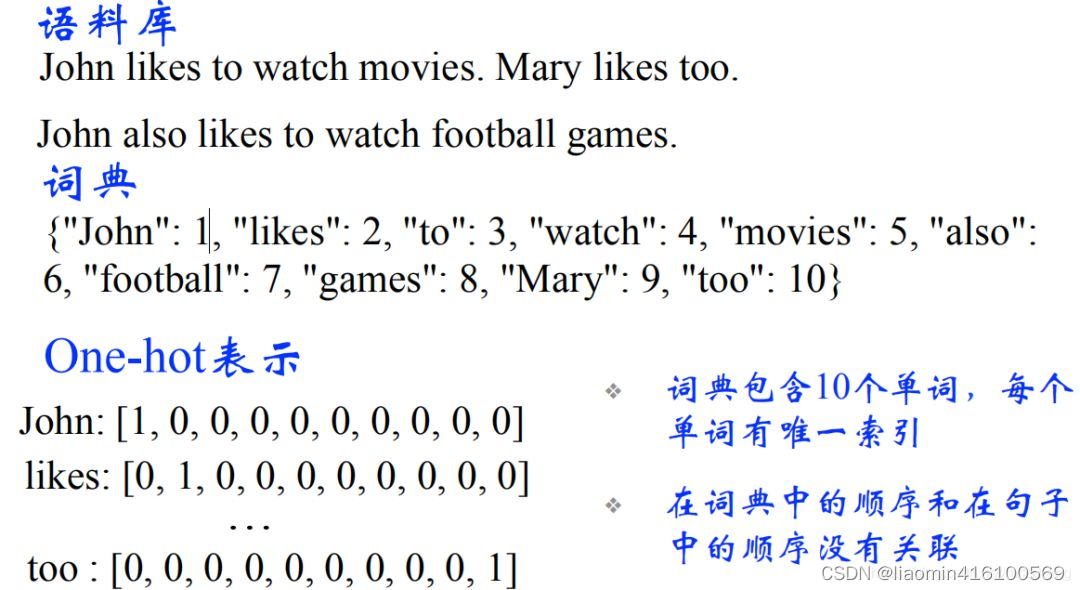 语料库
John likes to watch movies. Mary likes too.
John also likes to watch football games.
词典
{"John": 1, "likes": 2, "to": 3, "watch": 4, "movies": 5, "also":
6, "football": 7, "games": 8, "Mary": 9, "too": 10}
One-hot表示
John: [1, 0, 0, 0, 0, 0, 0, 0, 0, 0]
likes: [0, 1, 0, 0, 0, 0, 0, 0, 0, 0]
...
too : [0, 0, 0, 0, 0, 0, 0, 0, 0, 1]
词典包含10个单词，每个
单词有唯一索引
在词典中的顺序和在句子
中的顺序没有关联
CSDN @liaomin416100569